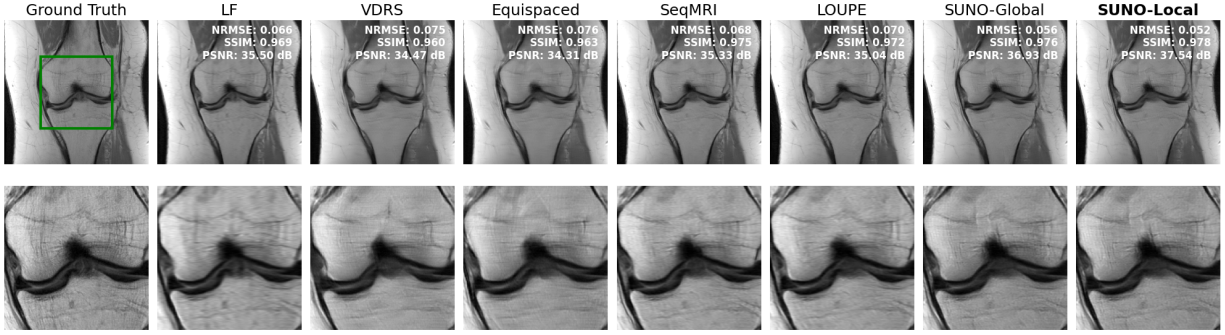 Ground Truth
LF
VDRS
Equispaced
SeqMRI
LOUPE
SUNO-Global
SUNO-Local
NRMSE: 0.066
SSIM: 0.969
PSNR: 35.50 dB
NRMSE: 0.075
SSIM: 0.960
PSNR: 34.47 dB
NRMSE: 0.076
SSIM: 0.963
PSNR: 34.31 dB
NRMSE: 0.068
SSIM: 0.975
PSNR: 35.33 dB
NRMSE: 0.070
SSIM: 0.972
PSNR: 35.04 dB
NRMSE: 0.056
SSIM: 0.976
PSNR: 36.93 dB
NRMSE: 0.052
SSIM: 0.978
PSNR: 37.54 dB